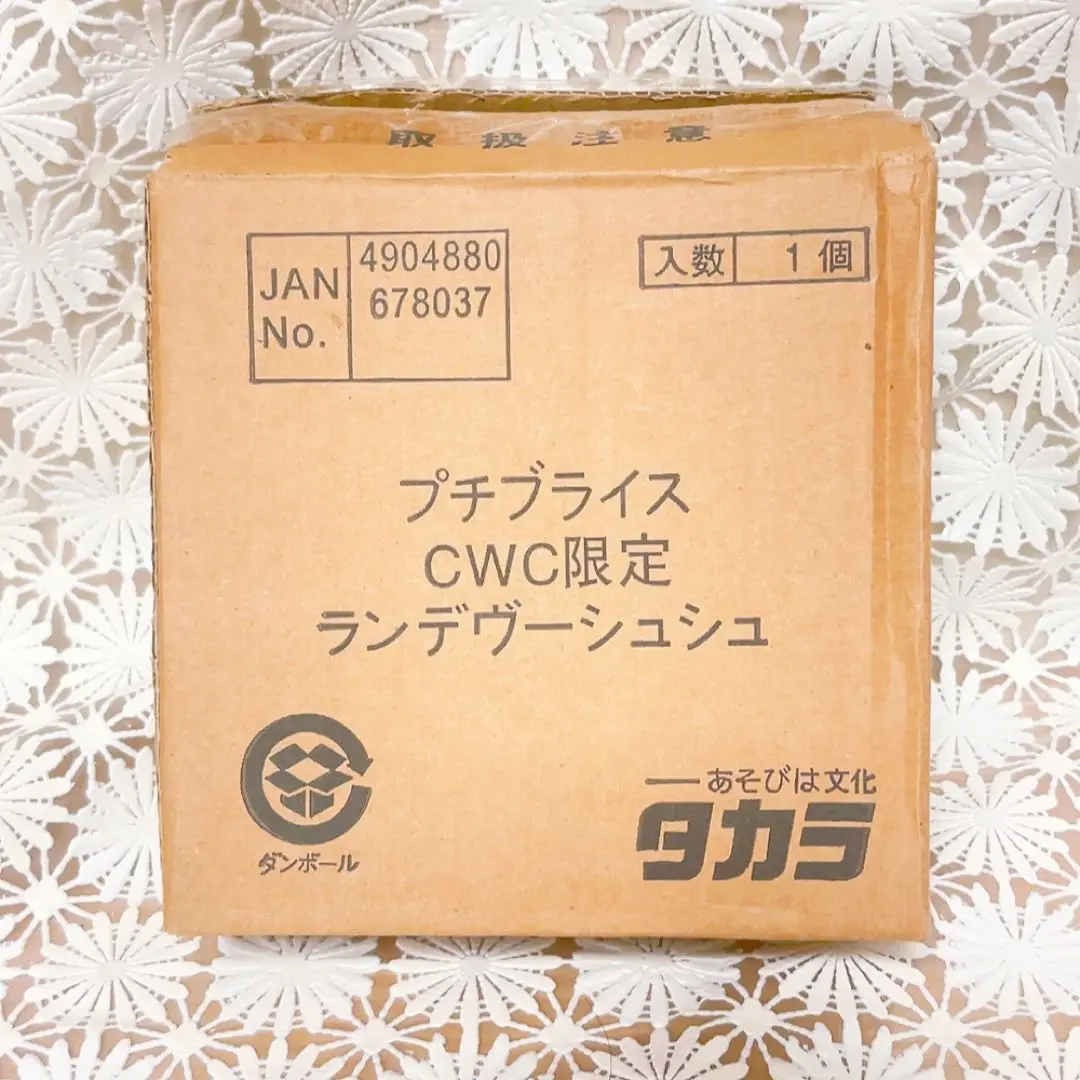 取扱注意
JAN No.
4904880
678037
入数 1個
プチブライス
CWC限定
ランデヴーシュシュ
ダンボール
―あそびは文化
タカラ